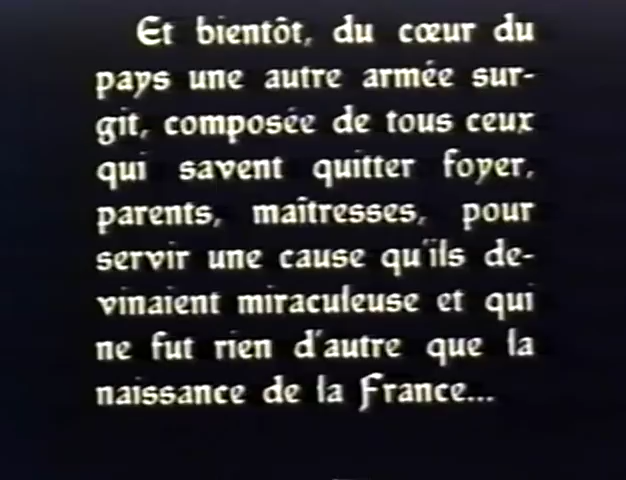 Et bientôt, du cœur du
pays une autre armée sur-
git, composée de tous ceux
qui savent quitter foyer,
parents, maîtresses, pour
servir une cause qu'ils de-
vinaient miraculeuse et qui
ne fut rien d'autre que la
naissance de la France...